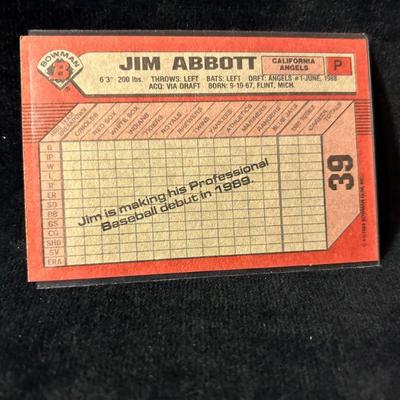 BOWMAN
B
JIM ABBOTT
CALIFORNIA
ANGELS
P
6'3" 200 lbs. THROWS: LEFT BATS: LEFT DRFT: ANGELS #1-JUNE, 1988
ACQ: VIA DRAFT BORN: 9-19-67, FLINT, MICH.
ORIOLES
RED SOX
WHITE SOX
INDIANS
TIGERS
ROYALS
BREWERS
TWINS
YANKEES
ATHLETICS
MARINERS
RANGERS
BLUE JAYS
G
IP
W
L
R
ER
SO
BB
GS
CG
SHO
SV
ERA
Jim is making his Professional
Baseball debut in 1989.
39